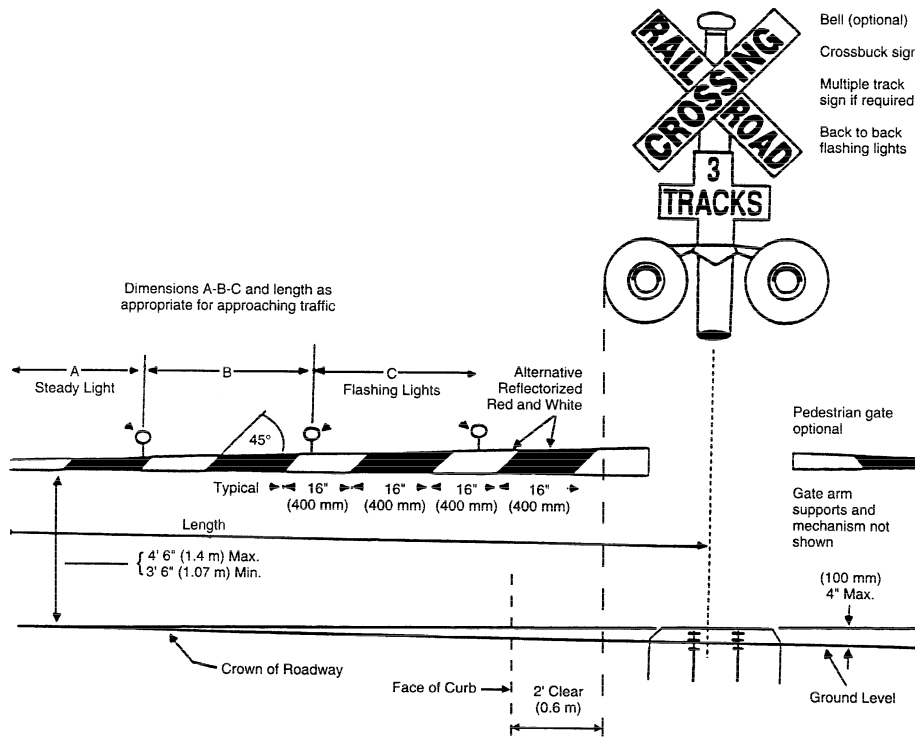 Bell (optional)
Crossbuck sign
Multiple track
sign if required
Back to back
flashing lights
RAIL ROAD
CROSSING
3
TRACKS
Dimensions A-B-C and length as
appropriate for approaching traffic
A
Steady Light
B
C
Flashing Lights
Alternative
Reflectorized
Red and White
45°
Pedestrian gate
optional
Typical
16"
(400 mm)
16"
(400 mm)
16"
(400 mm)
16"
(400 mm)
Gate arm
supports and
mechanism not
shown
Length
4' 6" (1.4 m) Max.
3' 6" (1.07 m) Min.
(100 mm)
4" Max.
Crown of Roadway
Face of Curb
2' Clear
(0.6 m)
Ground Level